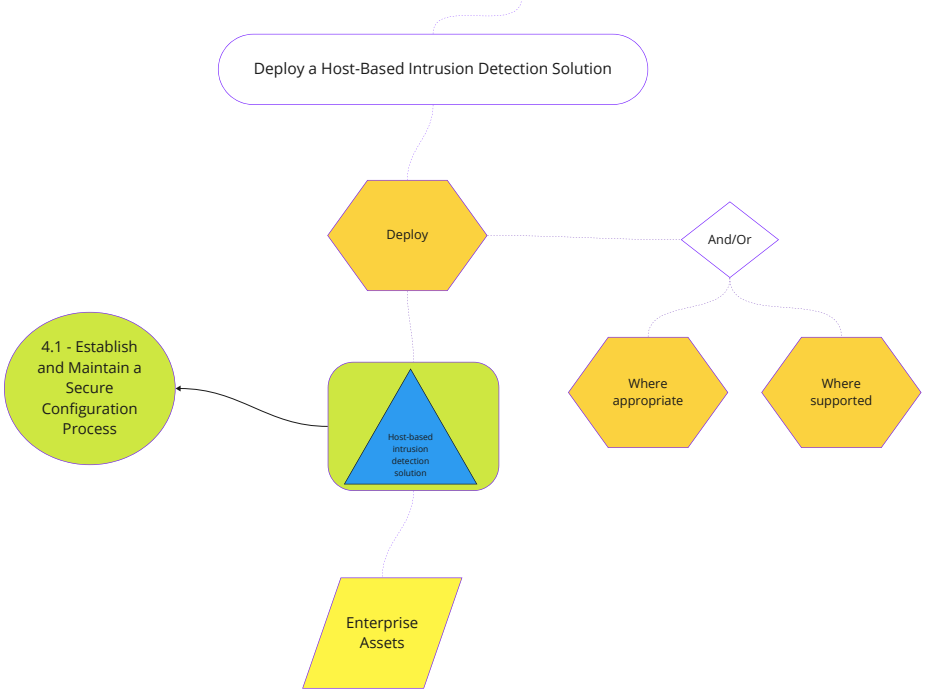 Deploy a Host-Based Intrusion Detection Solution
Deploy
And/Or
4.1 - Establish
and Maintain a
Secure
Configuration
Process
Where
appropriate
Where
supported
Host-based
intrusion
detection
solution
Enterprise
Assets